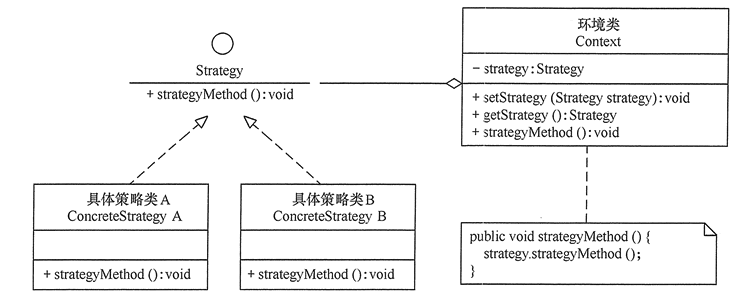 Strategy
+ strategyMethod (): void
环境类
Context
- strategy: Strategy
+ setStrategy (Strategy strategy): void
+ getStrategy (): Strategy
+ strategyMethod (): void
具体策略类A
ConcreteStrategy A
+ strategyMethod (): void
具体策略类B
ConcreteStrategy B
+ strategyMethod (): void
public void strategyMethod () {
strategy.strategyMethod ();
}